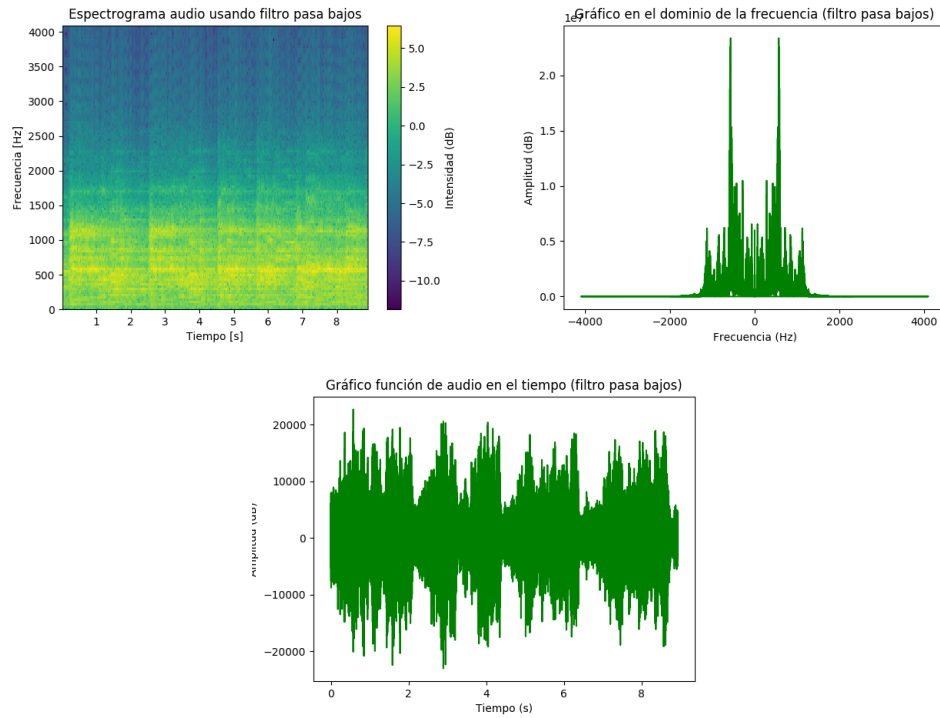 Espectrograma audio usando filtro pasa bajos
4000
3500
3000
2500
2000
1500
1000
500
0
Frecuencia [Hz]
1 2 3 4 5 6 7 8
Tiempo [s]
5.0
2.5
0.0
−2.5
−5.0
−7.5
−10.0
Intensidad (dB)
Gráfico en el dominio de la frecuencia (filtro pasa bajos)
1e7
2.0
1.5
1.0
0.5
0.0
Amplitud (dB)
−4000 −2000 0 2000 4000
Frecuencia (Hz)
Gráfico función de audio en el tiempo (filtro pasa bajos)
20000
10000
0
−10000
−20000
Amplitud (dB)
0 2 4 6 8
Tiempo (s)